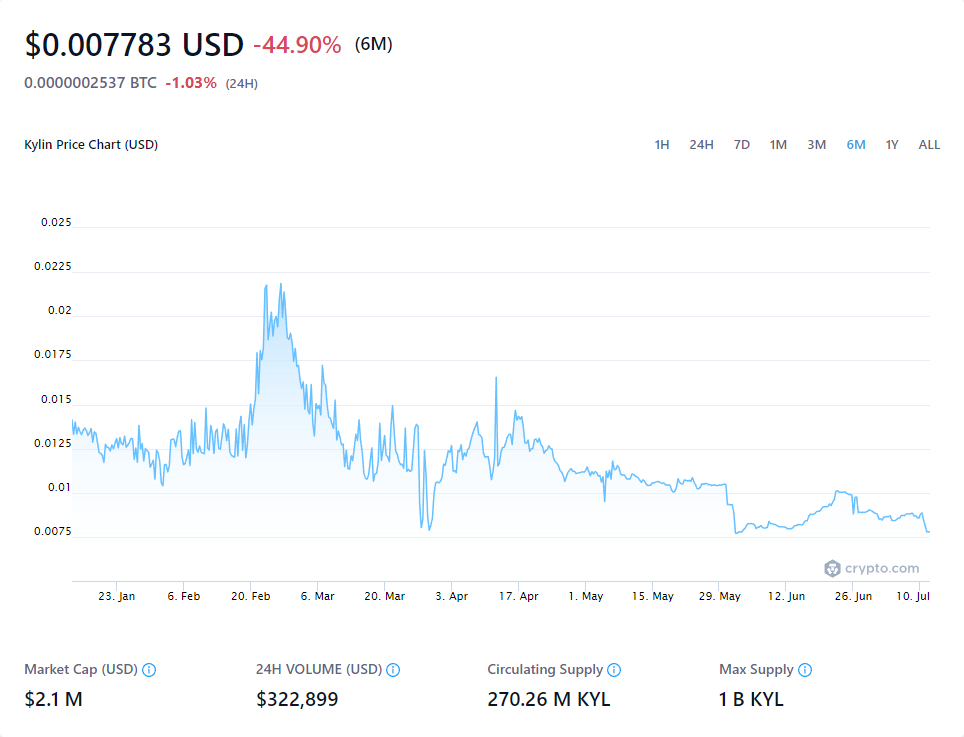 $0.007783 USD -44.90% (6M)
0.0000002537 BTC -1.03% (24H)
Kylin Price Chart (USD) 1H 24H 7D 1M 3M 6M 1Y ALL
0.025
0.0225
0.02
0.0175
0.015
0.0125
0.01
0.0075
crypto.com
23. Jan 6. Feb 20. Feb 6. Mar 20. Mar 3. Apr 17. Apr 1. May 15. May 29. May 12. Jun 26. Jun 10. Jul
Market Cap (USD) 24H VOLUME (USD) Circulating Supply Max Supply
$2.1 M $322,899 270.26 M KYL 1 B KYL